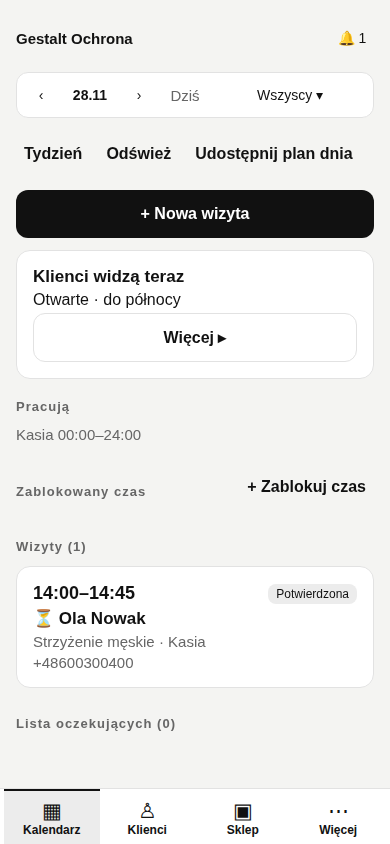 Gestalt Ochrona
🔔 1
‹ 28.11 › Dziś Wszyscy ▾
Tydzień Odśwież Udostępnij plan dnia
+ Nowa wizyta
Klienci widzą teraz
Otwarte · do północy
Więcej ▸
Pracują
Kasia 00:00–24:00
Zablokowany czas
+ Zablokuj czas
Wizyty (1)
14:00–14:45
Potwierdzona
⏳ Ola Nowak
Strzyżenie męskie · Kasia
+48600300400
Lista oczekujących (0)
Kalendarz Klienci Sklep Więcej